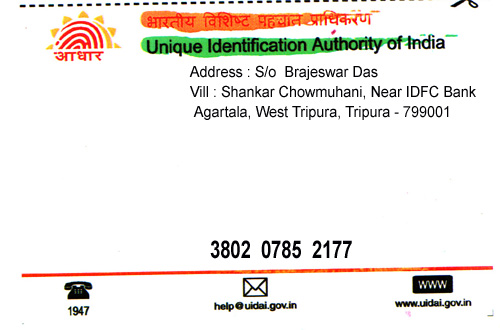 भारतीय विशिष्ट पहचान प्राधिकरण
आधार
Unique Identification Authority of India
Address : S/o Brajeswar Das
Vill : Shankar Chowmuhani, Near IDFC Bank
Agartala, West Tripura, Tripura - 799001
3802 0785 2177
1947
help@uidai.gov.in
WWW
www.uidai.gov.in